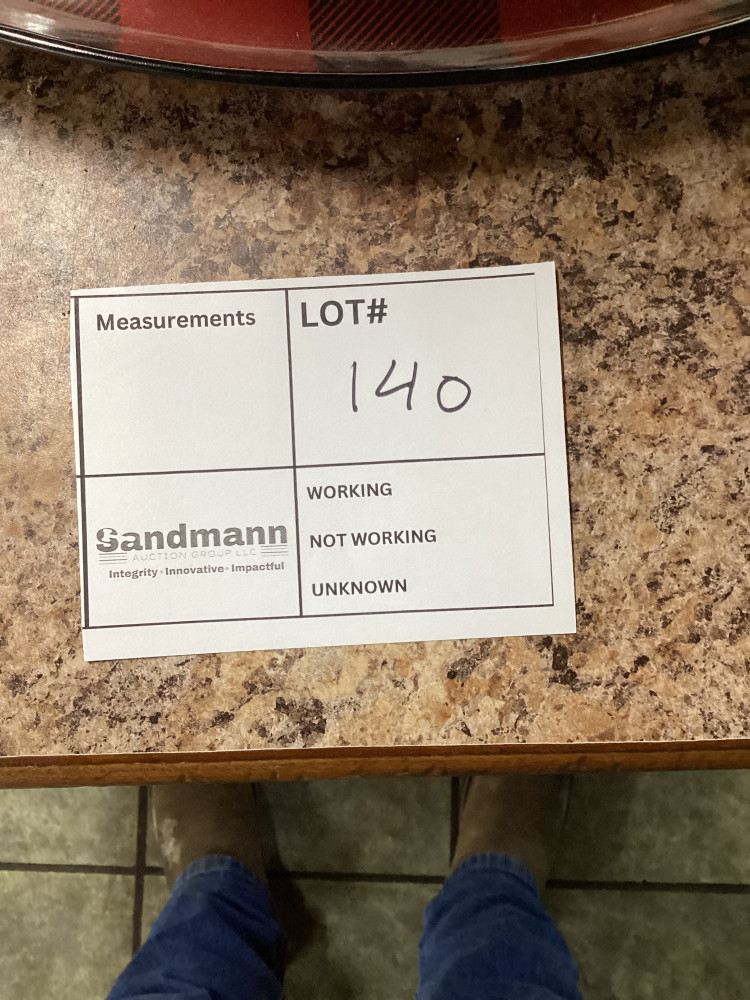 Measurements
LOT#
140
Sandmann
AUCTION GROUP LLC
Integrity•Innovative•Impactful
WORKING
NOT WORKING
UNKNOWN